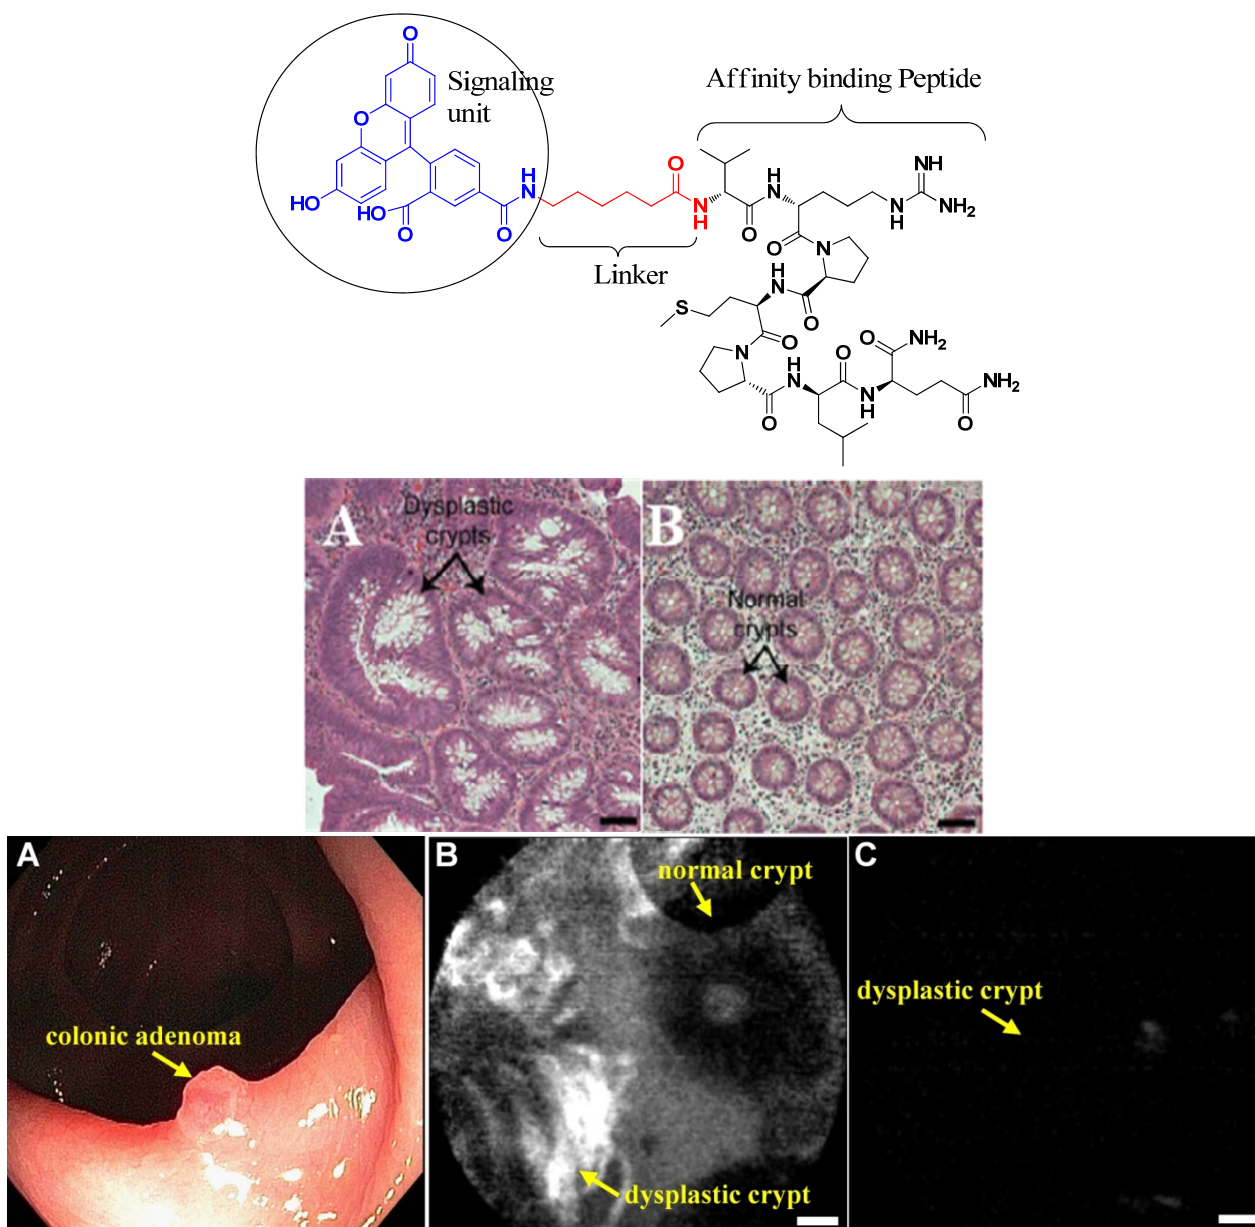 O
Signaling
unit
Affinity binding Peptide
O
HO
HO
O
O
H
N
O
N
H
O
H
N
O
N
H
NH
NH2
N
H
N
O
S
O
N
O
H
N
O
O
N
H
O
NH2
NH2
O
Linker
A
Dysplastic
crypts
B
Normal
crypts
A
colonic adenoma
B
normal crypt
dysplastic crypt
C
dysplastic crypt